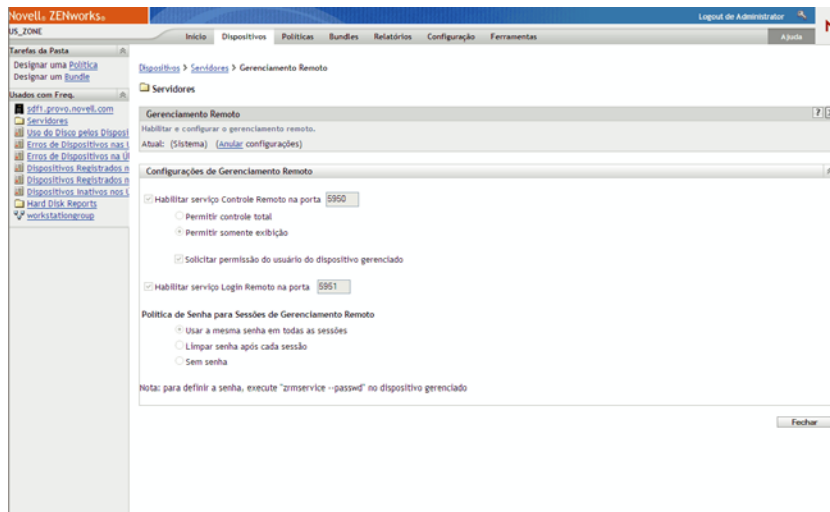 Novell® ZENworks®
Logout de Administrator
US_ZONE
Início Dispositivos Políticas Bundles Relatórios Configuração Ferramentas Ajuda
Tarefas da Pasta
Designar uma Política
Designar um Bundle
Usados com Freq.
sdf1.provo.novell.com
Servidores
Uso do Disco pelos Disposi
Erros de Dispositivos nas
Erros de Dispositivos na Úl
Dispositivos Registrados n
Dispositivos Registrados n
Dispositivos Inativos nos
Hard Disk Reports
workstationgroup
Dispositivos > Servidores > Gerenciamento Remoto
Servidores
Gerenciamento Remoto
Habilitar e configurar o gerenciamento remoto.
Atual: (Sistema) (Anular configurações)
Configurações de Gerenciamento Remoto
Habilitar serviço Controle Remoto na porta 5950
Permitir controle total
Permitir somente exibição
Solicitar permissão do usuário do dispositivo gerenciado
Habilitar serviço Login Remoto na porta 5951
Política de Senha para Sessões de Gerenciamento Remoto
Usar a mesma senha em todas as sessões
Limpar senha após cada sessão
Sem senha
Nota: para definir a senha, execute "zrmservice --passwd" no dispositivo gerenciado
Fechar